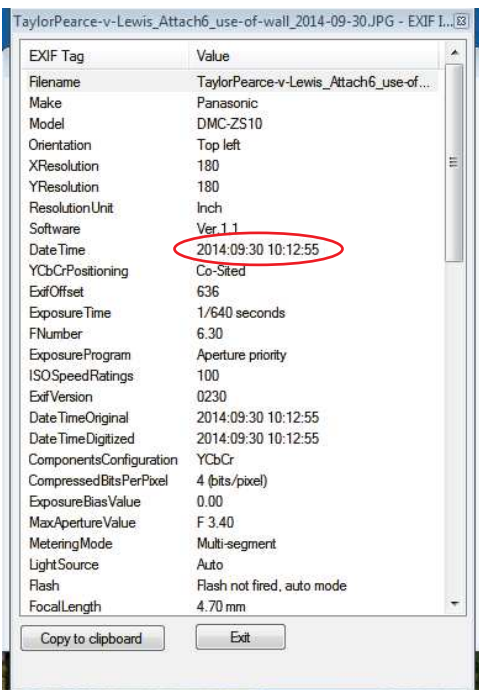 TaylorPearce-v-Lewis_Attach6_use-of-wall_2014-09-30.JPG - EXIF I...
EXIF Tag Value
Filename TaylorPearce-v-Lewis_Attach6_use-of...
Make Panasonic
Model DMC-ZS10
Orientation Top left
XResolution 180
YResolution 180
ResolutionUnit Inch
Software Ver.1.1
DateTime 2014:09:30 10:12:55
YCbCrPositioning Co-Sited
ExifOffset 636
ExposureTime 1/640 seconds
FNumber 6.30
ExposureProgram Aperture priority
ISOSpeedRatings 100
ExifVersion 0230
DateTimeOriginal 2014:09:30 10:12:55
DateTimeDigitized 2014:09:30 10:12:55
ComponentsConfiguration YCbCr
CompressedBitsPerPixel 4 (bits/pixel)
ExposureBiasValue 0.00
MaxApertureValue F 3.40
MeteringMode Multi-segment
LightSource Auto
Flash Flash not fired, auto mode
FocalLength 4.70 mm
Copy to clipboard Exit